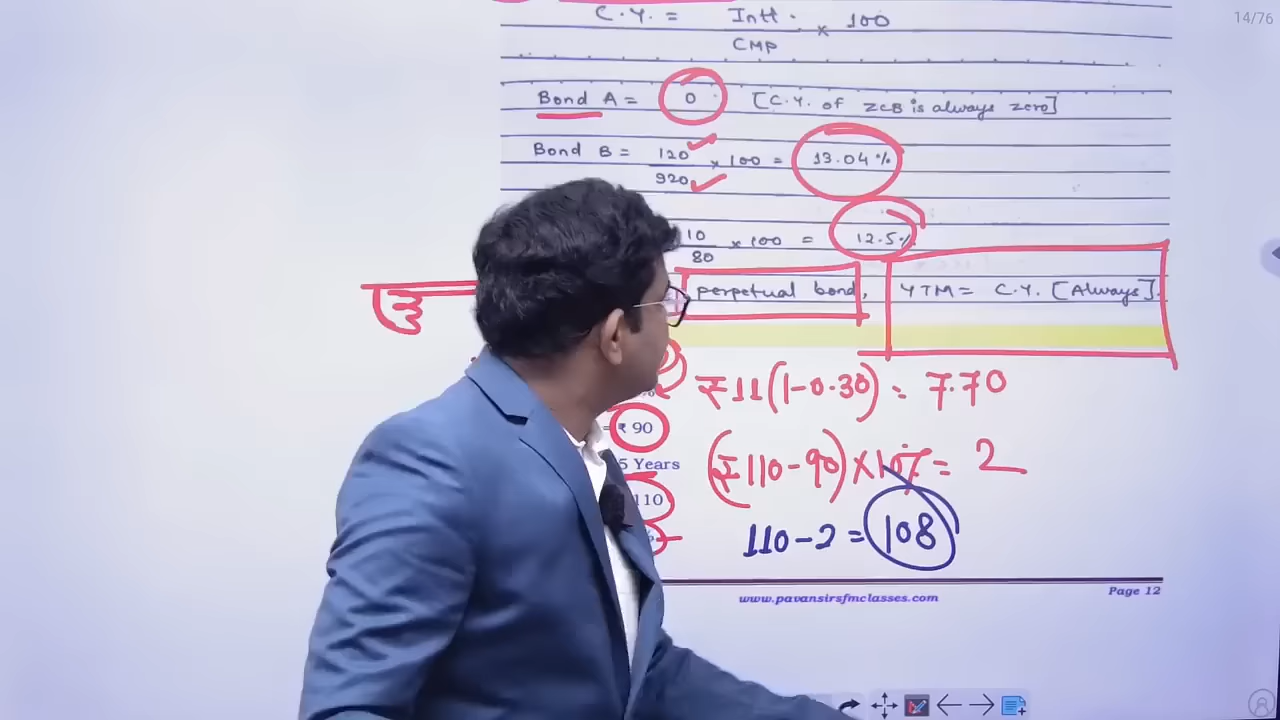 14/76
C.Y. = Intt. × 100
CMP
Bond A = 0 [C.Y. of ZCB is always zero]
Bond B = 120 × 100 = 13.04%
920
10 × 100 = 12.5%
80
perpetual bond, YTM = C.Y. [Always].
₹11(1-0.30) = 7.70
= ₹ 90
5 Years
(₹110-90)×10% = 2
110
110-2 = 108
www.pavansirsfmclasses.com
Page 12